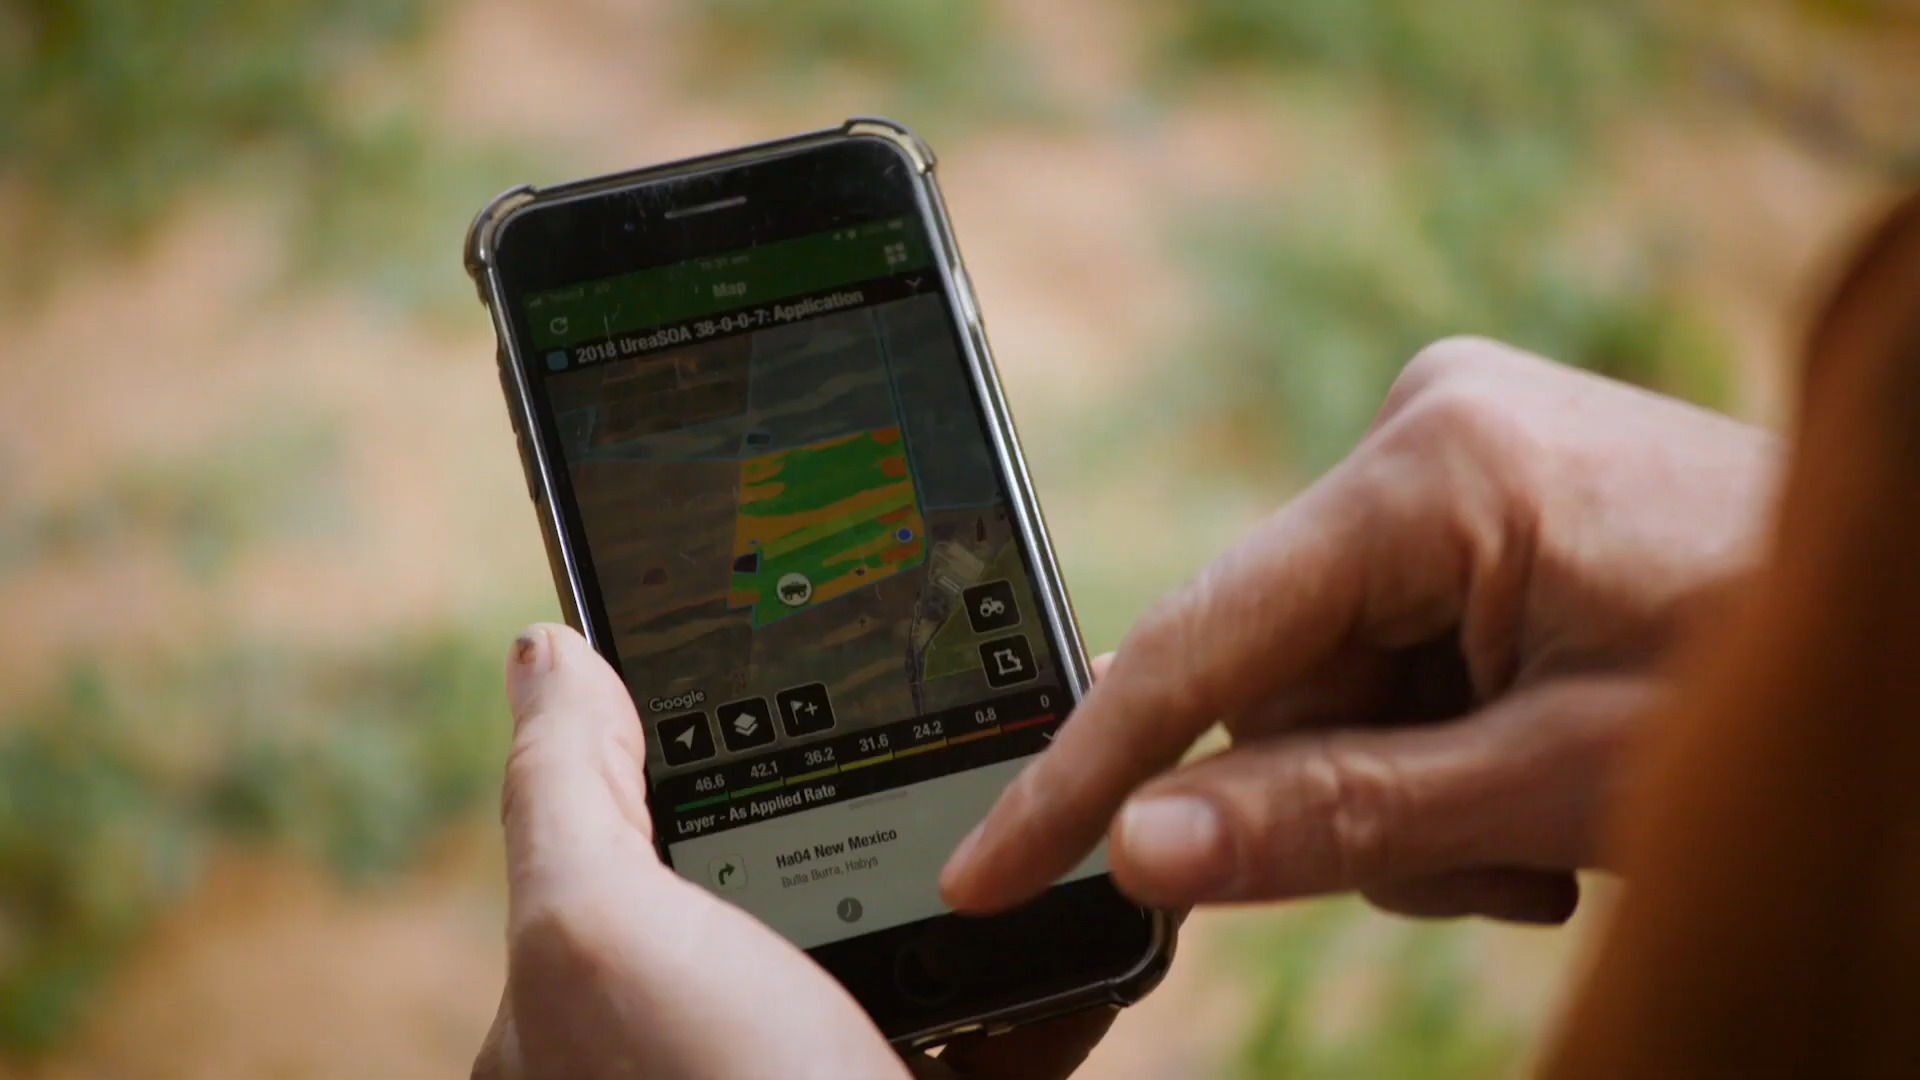 Map
2018 UreaSOA 38-0-0-7: Application
Google
46.6 42.1 36.2 31.6 24.2 0.8 0
Layer - As Applied Rate
Ha04 New Mexico
Bulla Burra, Habys